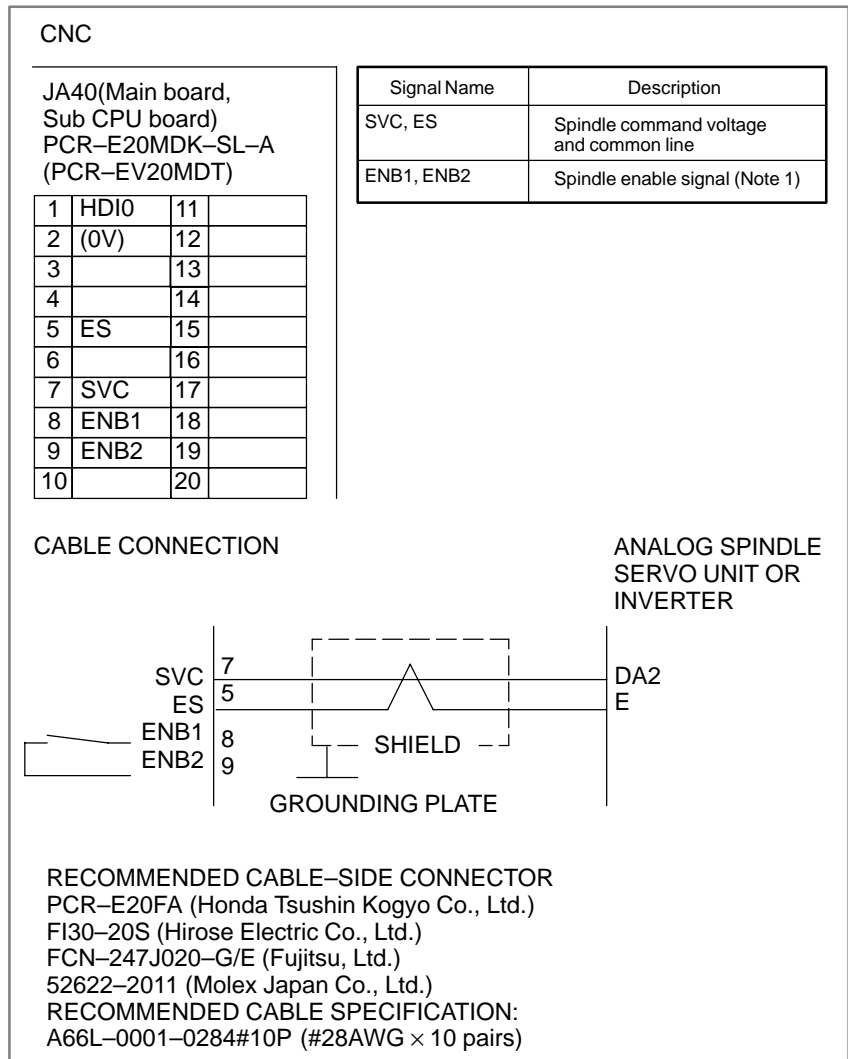 CNC
JA40(Main board,
Sub CPU board)
PCR–E20MDK–SL–A
(PCR–EV20MDT)
1 HDI0 11
2 (0V) 12
3 13
4 14
5 ES 15
6 16
7 SVC 17
8 ENB1 18
9 ENB2 19
10 20
Signal Name Description
SVC, ES Spindle command voltage
and common line
ENB1, ENB2 Spindle enable signal (Note 1)
CABLE CONNECTION
ANALOG SPINDLE
SERVO UNIT OR
INVERTER
SVC 7 DA2
ES 5 E
ENB1 8
ENB2 9
SHIELD
GROUNDING PLATE
RECOMMENDED CABLE–SIDE CONNECTOR
PCR–E20FA (Honda Tsushin Kogyo Co., Ltd.)
FI30–20S (Hirose Electric Co., Ltd.)
FCN–247J020–G/E (Fujitsu, Ltd.)
52622–2011 (Molex Japan Co., Ltd.)
RECOMMENDED CABLE SPECIFICATION:
A66L–0001–0284#10P (#28AWG × 10 pairs)